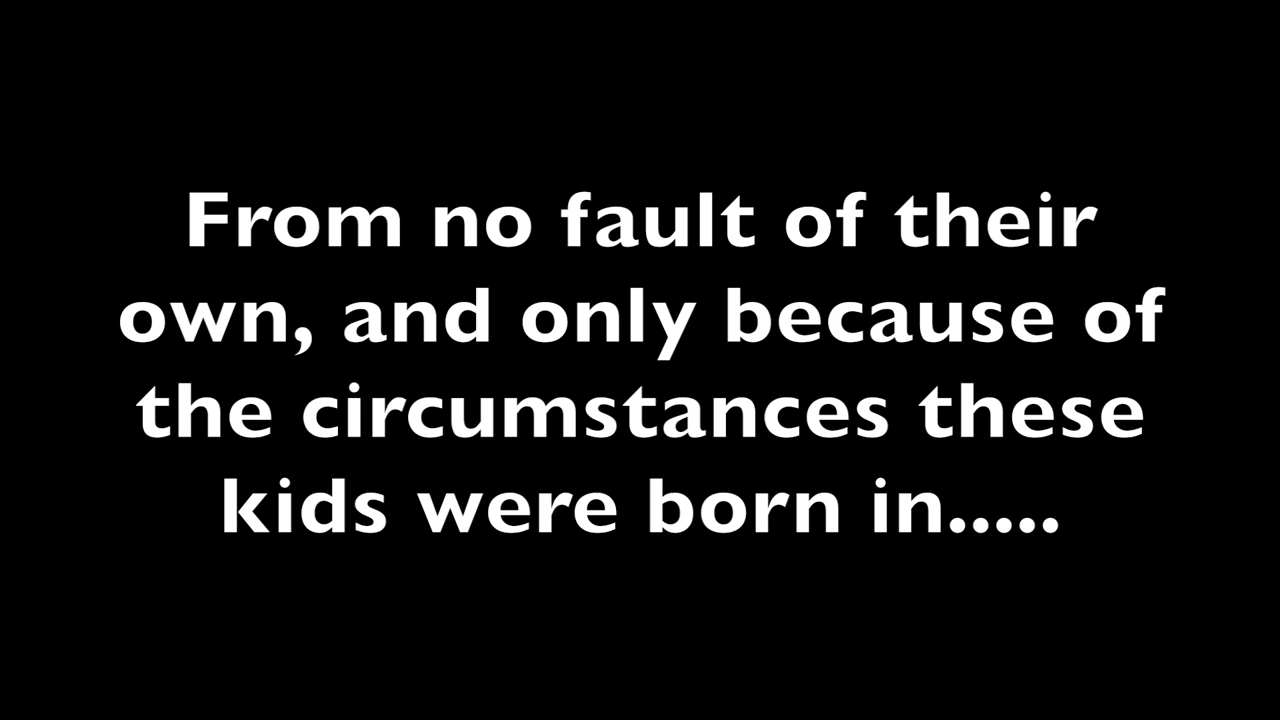 From no fault of their
own, and only because of
the circumstances these
kids were born in.....